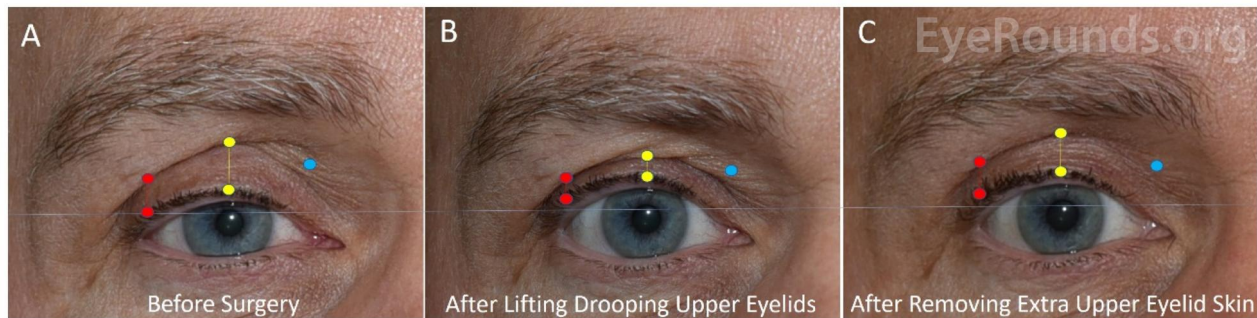 A
B
C
EyeRounds.org
Before Surgery
After Lifting Drooping Upper Eyelids
After Removing Extra Upper Eyelid Skin